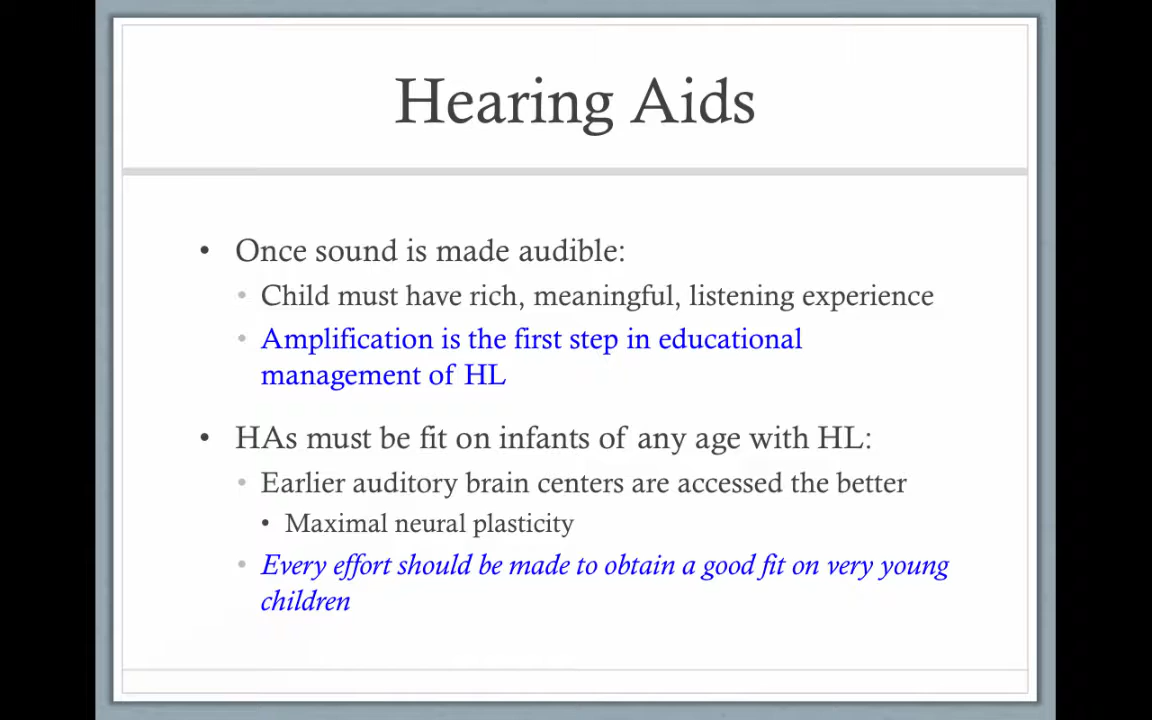 Hearing Aids
• Once sound is made audible:
• Child must have rich, meaningful, listening experience
• Amplification is the first step in educational
management of HL
• HAs must be fit on infants of any age with HL:
• Earlier auditory brain centers are accessed the better
• Maximal neural plasticity
• Every effort should be made to obtain a good fit on very young
children